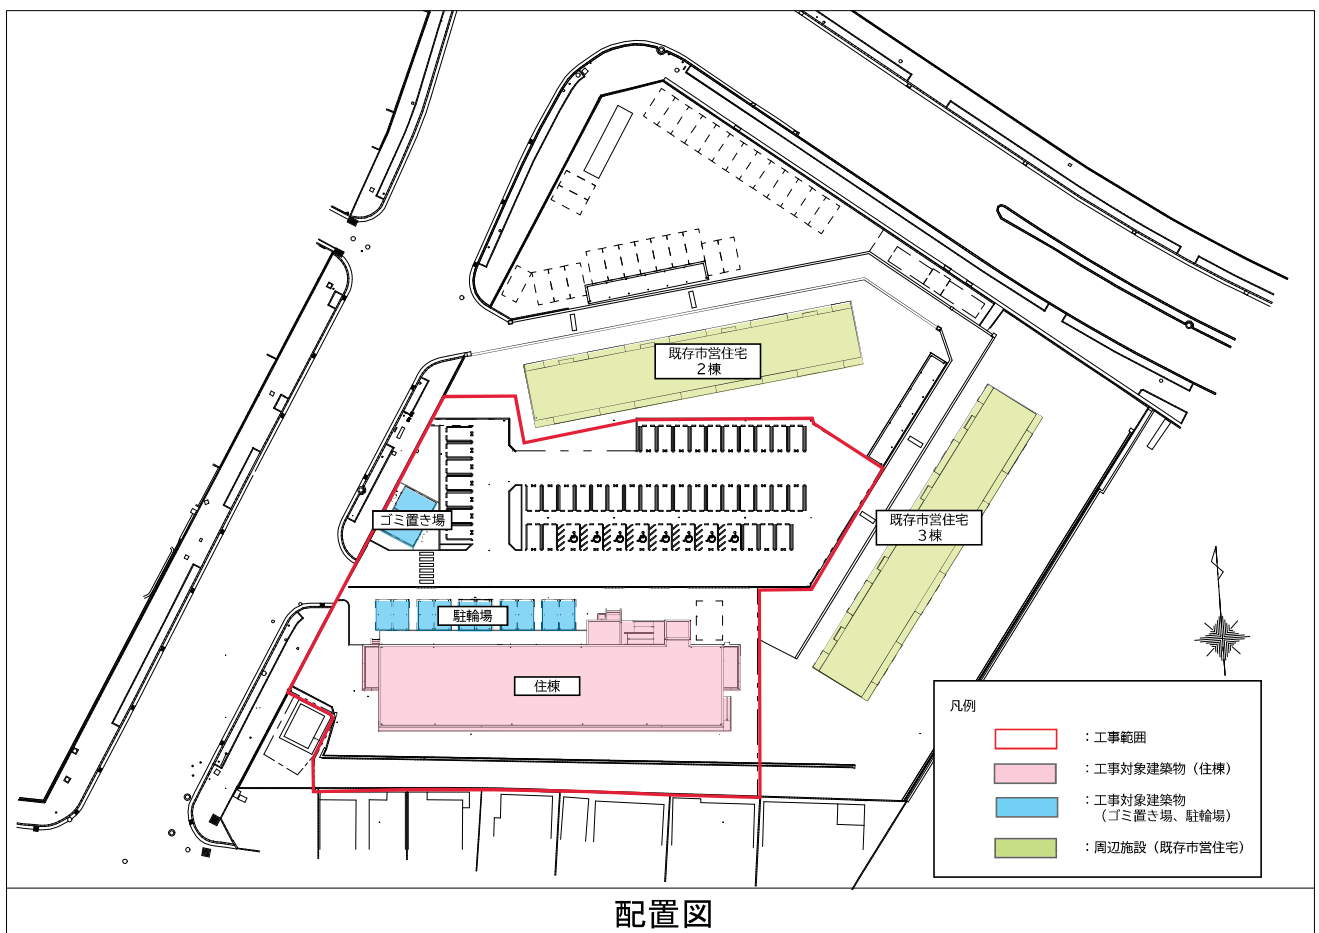 既存市営住宅
２棟
既存市営住宅
３棟
ゴミ置き場
駐輪場
住棟
凡例
：工事範囲
：工事対象建築物（住棟）
：工事対象建築物
（ゴミ置き場、駐輪場）
：周辺施設（既存市営住宅）
配置図